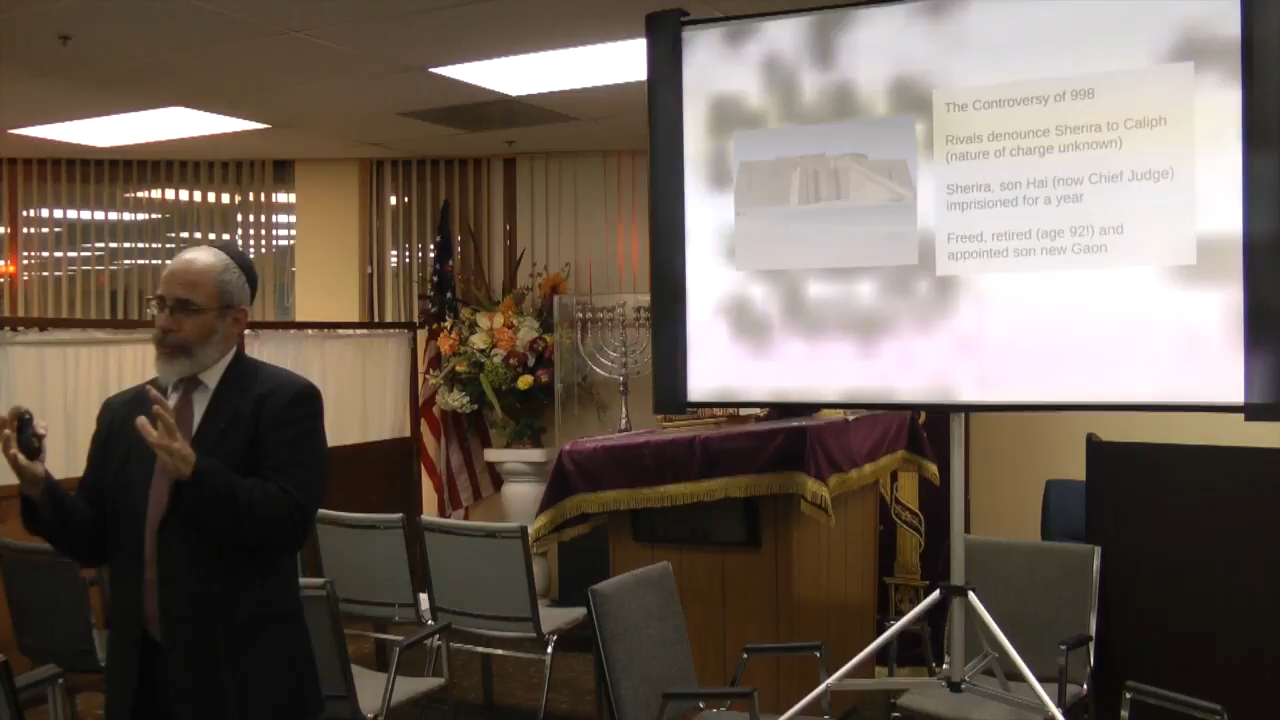 The Controversy of 998
Rivals denounce Sherira to Caliph
(nature of charge unknown)
Sherira, son Hai (now Chief Judge)
imprisioned for a year
Freed, retired (age 92!) and
appointed son new Gaon